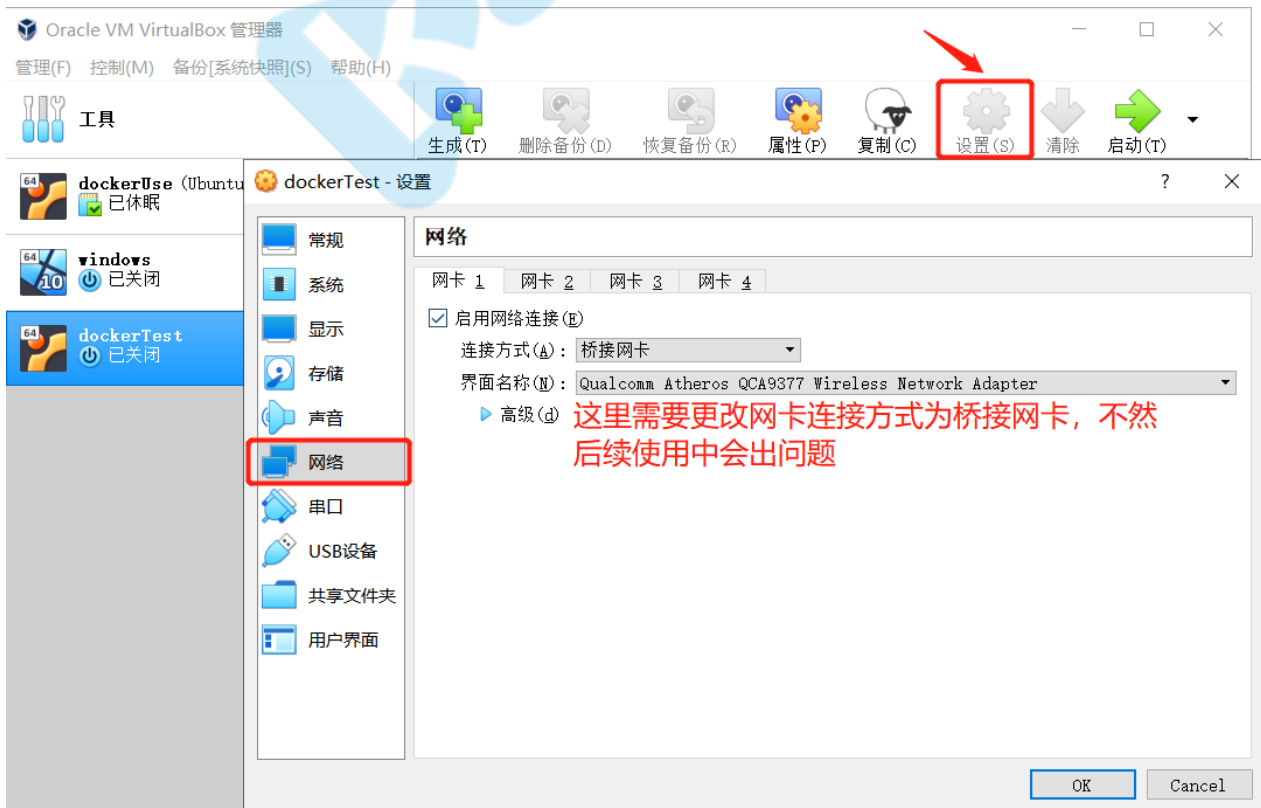 Oracle VM VirtualBox 管理器
管理(F) 控制(M) 备份[系统快照](S) 帮助(H)
工具
生成(T) 删除备份(D) 恢复备份(R) 属性(P) 复制(C) 设置(S) 清除 启动(T)
64 dockerUse (Ubuntu
已休眠
64 windows
10 已关闭
64 dockerTest
已关闭
dockerTest - 设置
常规
系统
显示
存储
声音
网络
串口
USB设备
共享文件夹
用户界面
网络
网卡 1 网卡 2 网卡 3 网卡 4
启用网络连接(E)
连接方式(A): 桥接网卡
界面名称(N): Qualcomm Atheros QCA9377 Wireless Network Adapter
高级(d)
这里需要更改网卡连接方式为桥接网卡，不然
后续使用中会出问题
OK Cancel